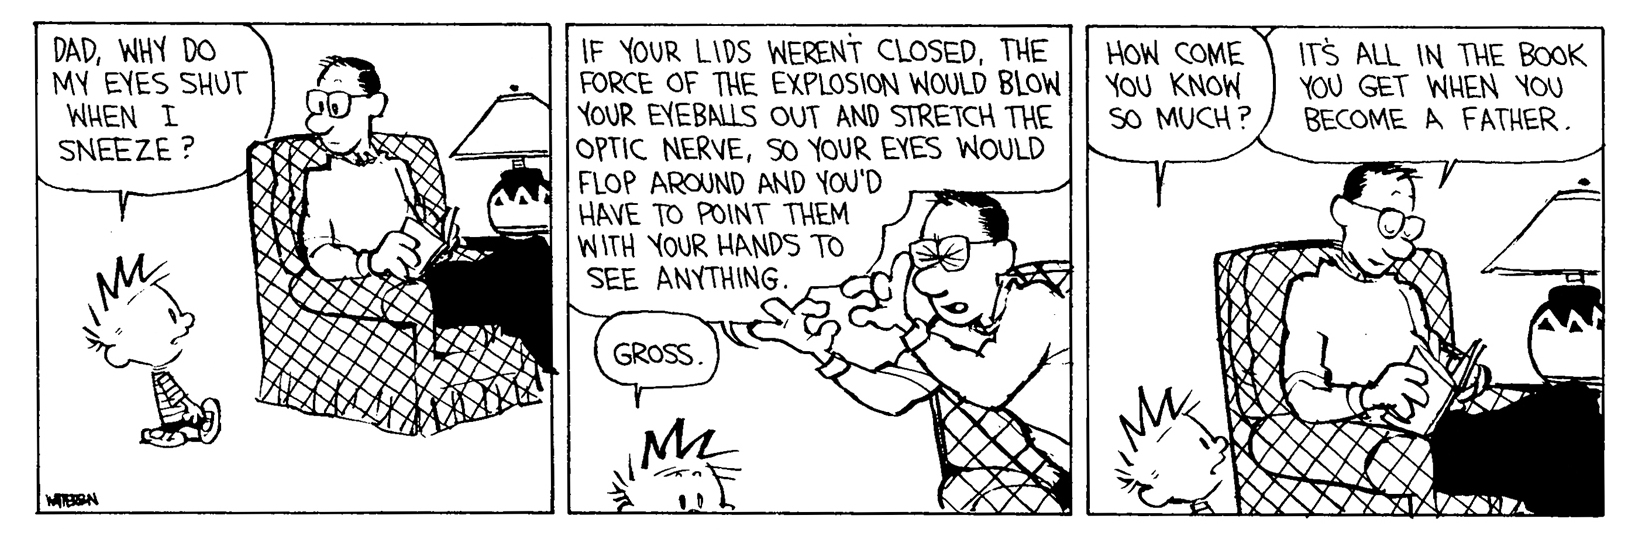 DAD, WHY DO
MY EYES SHUT
WHEN I
SNEEZE?
WATTERSON
IF YOUR LIDS WEREN'T CLOSED, THE
FORCE OF THE EXPLOSION WOULD BLOW
YOUR EYEBALLS OUT AND STRETCH THE
OPTIC NERVE, SO YOUR EYES WOULD
FLOP AROUND AND YOU'D
HAVE TO POINT THEM
WITH YOUR HANDS TO
SEE ANYTHING.
GROSS.
HOW COME
YOU KNOW
SO MUCH?
IT'S ALL IN THE BOOK
YOU GET WHEN YOU
BECOME A FATHER.